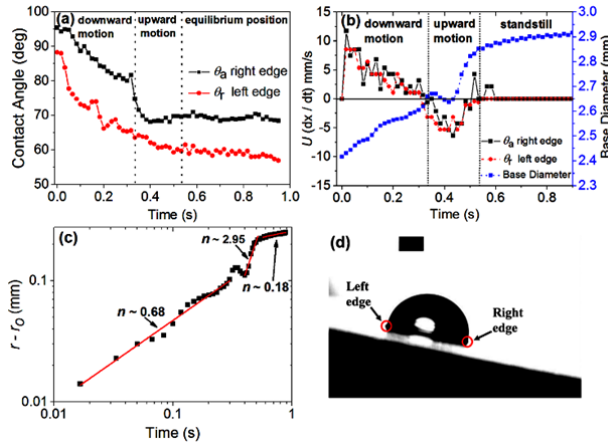 (a)
downward motion
upward motion
equilibrium position
θa right edge
θr left edge
Contact Angle (deg)
100
90
80
70
60
50
0.0 0.2 0.4 0.6 0.8 1.0
Time (s)
(b)
downward motion
upward motion
standstill
U (dx / dt) mm/s
15
10
5
0
-5
-10
-15
θa right edge
θr left edge
Base Diameter
Base Diameter (mm)
3.0
2.9
2.8
2.7
2.6
2.5
2.4
2.3
0.0 0.2 0.4 0.6 0.8
Time (s)
(c)
n ~ 2.95
n ~ 0.68
n ~ 0.18
r - r0 (mm)
0.1
0.01
0.01 0.1 1
Time (s)
(d)
Left
edge
Right
edge